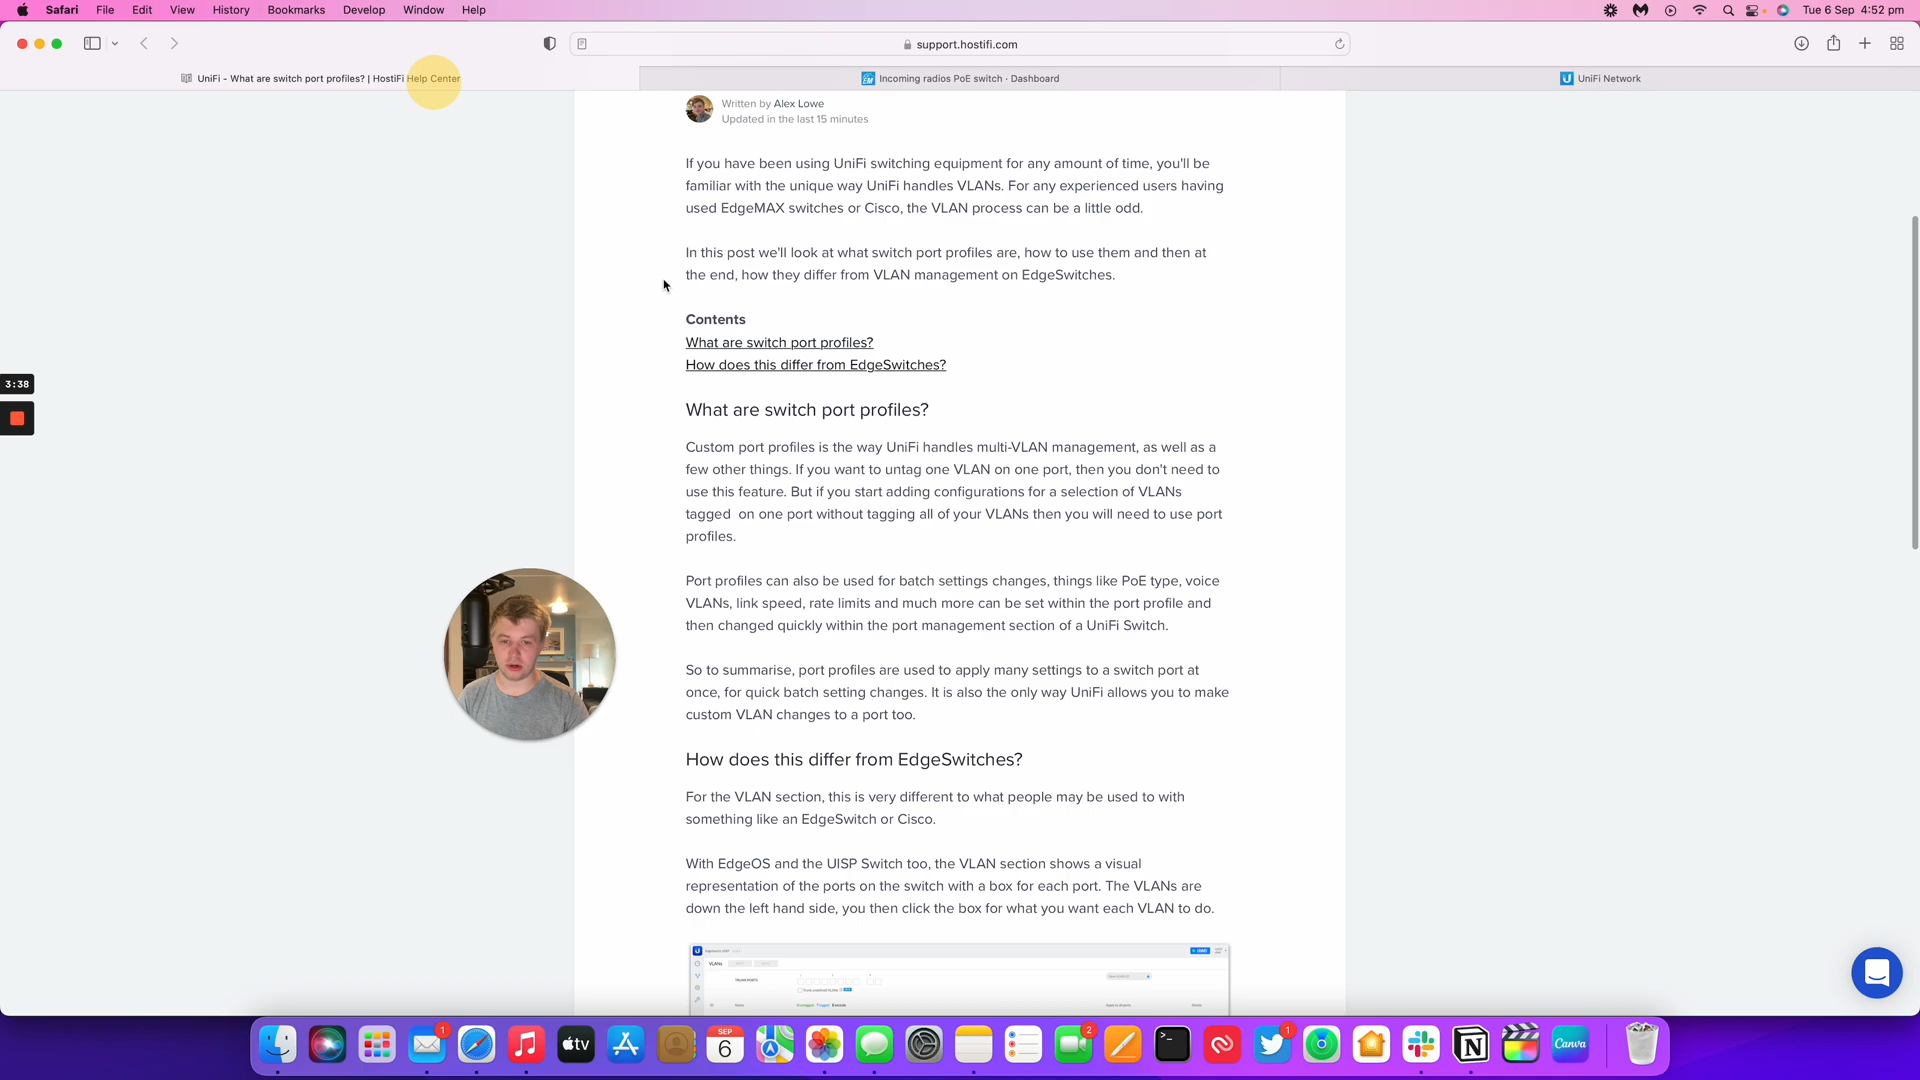 Safari File Edit View History Bookmarks Develop Window Help Tue 6 Sep 4:52 pm
support.hostifi.com
UniFi - What are switch port profiles? | HostiFi Help Center
Incoming radios PoE switch - Dashboard
UniFi Network
Written by Alex Lowe
Updated in the last 15 minutes
If you have been using UniFi switching equipment for any amount of time, you'll be
familiar with the unique way UniFi handles VLANs. For any experienced users having
used EdgeMAX switches or Cisco, the VLAN process can be a little odd.
In this post we'll look at what switch port profiles are, how to use them and then at
the end, how they differ from VLAN management on EdgeSwitches.
Contents
What are switch port profiles?
How does this differ from EdgeSwitches?
3:38
What are switch port profiles?
Custom port profiles is the way UniFi handles multi-VLAN management, as well as a
few other things. If you want to untag one VLAN on one port, then you don't need to
use this feature. But if you start adding configurations for a selection of VLANs
tagged on one port without tagging all of your VLANs then you will need to use port
profiles.
Port profiles can also be used for batch settings changes, things like PoE type, voice
VLANs, link speed, rate limits and much more can be set within the port profile and
then changed quickly within the port management section of a UniFi Switch.
So to summarise, port profiles are used to apply many settings to a switch port at
once, for quick batch setting changes. It is also the only way UniFi allows you to make
custom VLAN changes to a port too.
How does this differ from EdgeSwitches?
For the VLAN section, this is very different to what people may be used to with
something like an EdgeSwitch or Cisco.
With EdgeOS and the UISP Switch too, the VLAN section shows a visual
representation of the ports on the switch with a box for each port. The VLANs are
down the left hand side, you then click the box for what you want each VLAN to do.
VLANs
TRUNK PORTS
1
tv
SEP
6
2
1
Canva